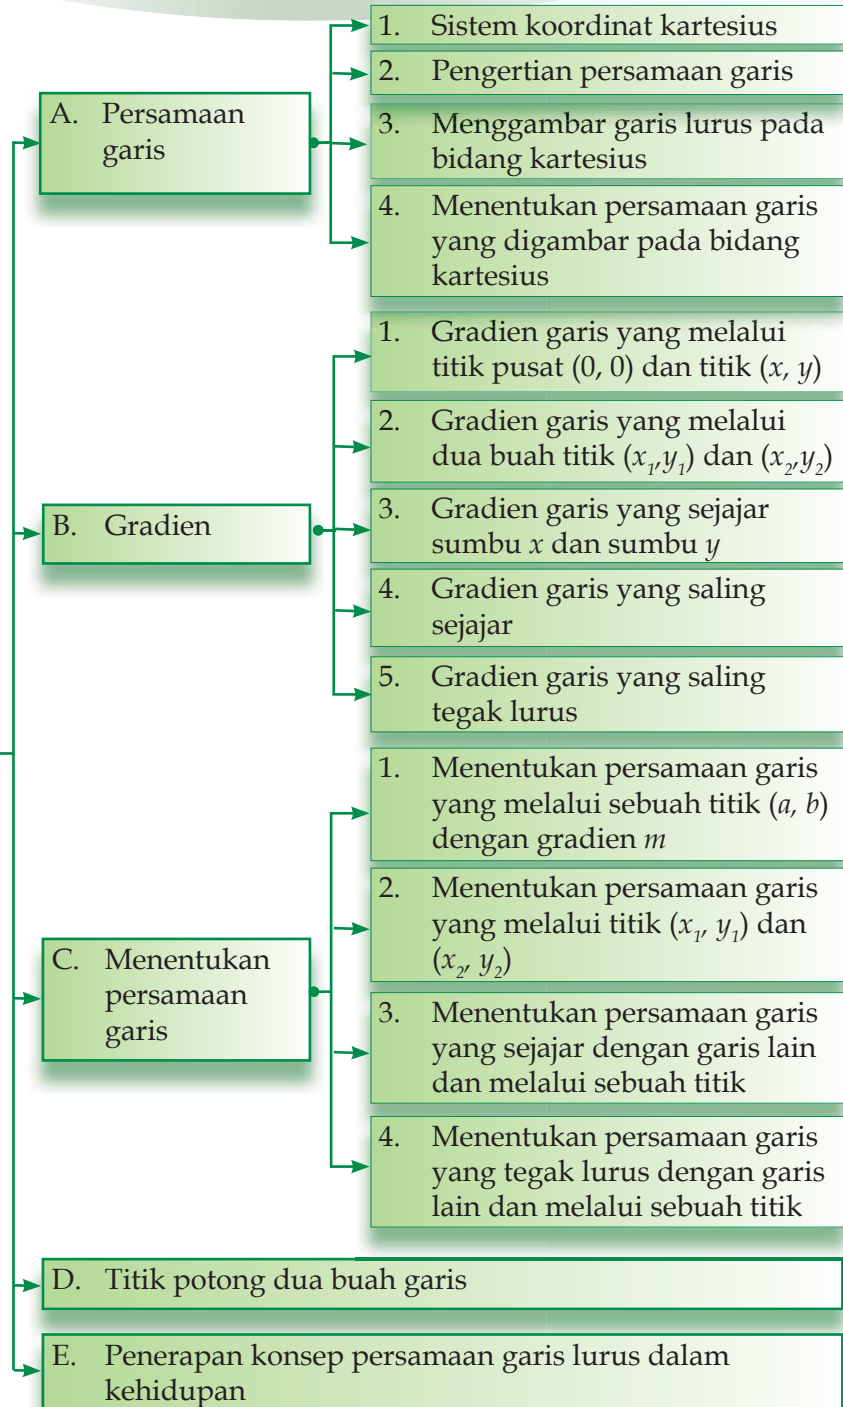 A. Persamaan
garis
1. Sistem koordinat kartesius
2. Pengertian persamaan garis
3. Menggambar garis lurus pada
bidang kartesius
4. Menentukan persamaan garis
yang digambar pada bidang
kartesius
B. Gradien
1. Gradien garis yang melalui
titik pusat (0, 0) dan titik (x, y)
2. Gradien garis yang melalui
dua buah titik (x₁,y₁) dan (x₂,y₂)
3. Gradien garis yang sejajar
sumbu x dan sumbu y
4. Gradien garis yang saling
sejajar
5. Gradien garis yang saling
tegak lurus
C. Menentukan
persamaan
garis
1. Menentukan persamaan garis
yang melalui sebuah titik (a, b)
dengan gradien m
2. Menentukan persamaan garis
yang melalui titik (x₁, y₁) dan
(x₂, y₂)
3. Menentukan persamaan garis
yang sejajar dengan garis lain
dan melalui sebuah titik
4. Menentukan persamaan garis
yang tegak lurus dengan garis
lain dan melalui sebuah titik
D. Titik potong dua buah garis
E. Penerapan konsep persamaan garis lurus dalam
kehidupan